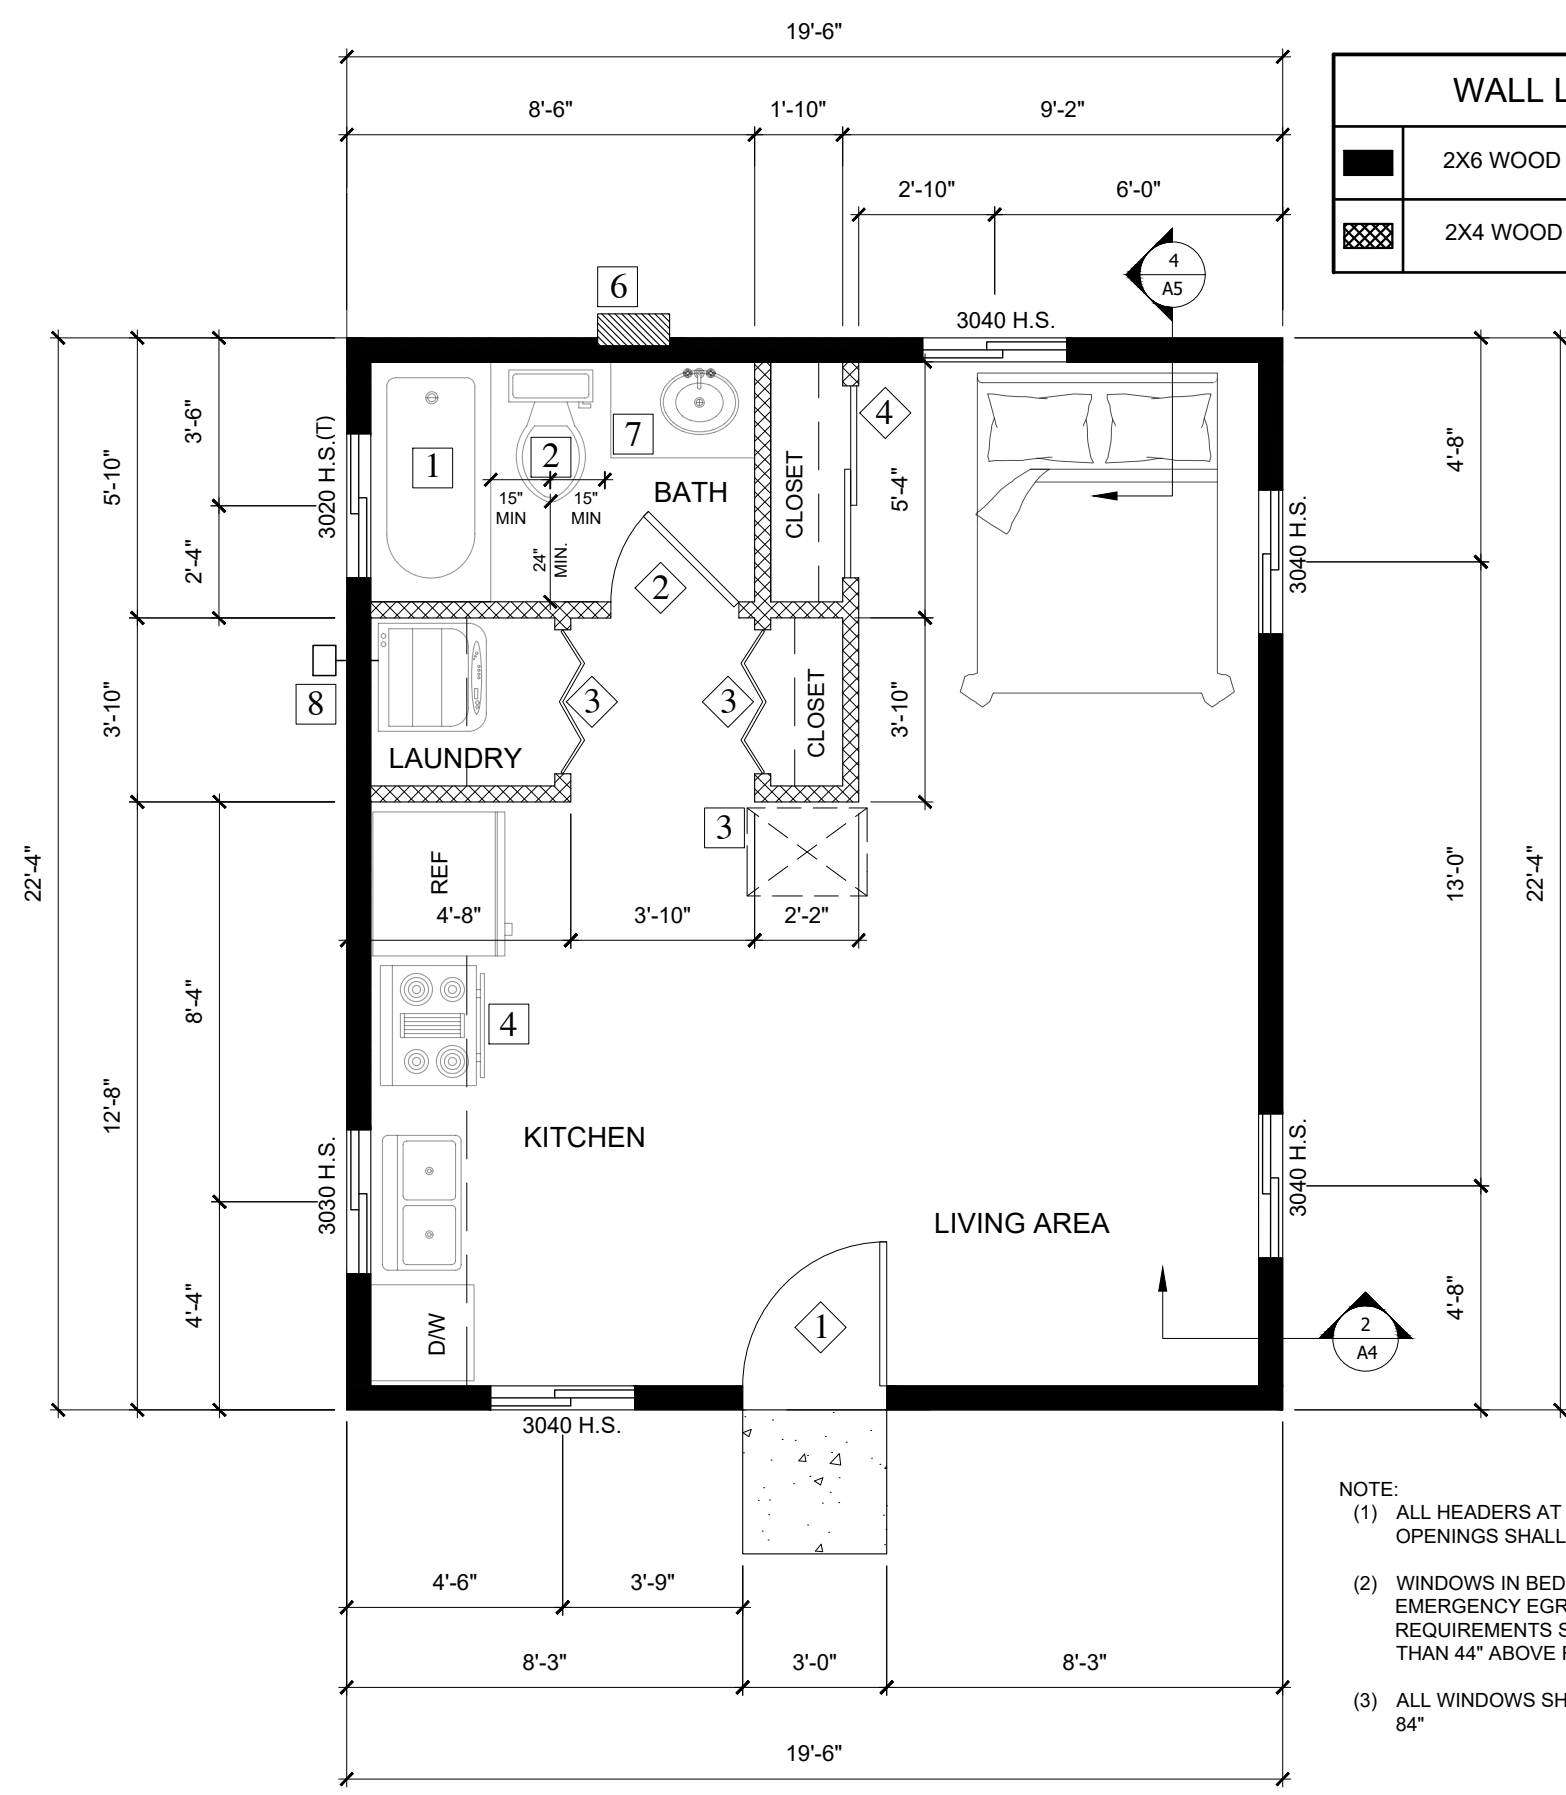 19'-6"
8'-6" 1'-10" 9'-2"
2'-10" 6'-0"
WALL L
2X6 WOOD
2X4 WOOD
4
A5
6
3040 H.S.
3'-6"
5'-10"
2'-4"
3020 H.S.(T)
1
2
7
15"
MIN
15"
MIN
24"
MIN.
BATH
2
CLOSET
4
5'-4"
4'-8"
3040 H.S.
3'-10"
8
LAUNDRY
3
3
CLOSET
3'-10"
22'-4"
3
REF
4'-8" 3'-10" 2'-2"
13'-0"
22'-4"
8'-4"
12'-8"
4
KITCHEN
3030 H.S.
3040 H.S.
LIVING AREA
4'-4"
D/W
1
4'-8"
2
A4
3040 H.S.
4'-6" 3'-9"
8'-3" 3'-0" 8'-3"
19'-6"
NOTE:
(1) ALL HEADERS AT
OPENINGS SHALL
(2) WINDOWS IN BED
EMERGENCY EGR
REQUIREMENTS S
THAN 44" ABOVE F
(3) ALL WINDOWS SH
84"